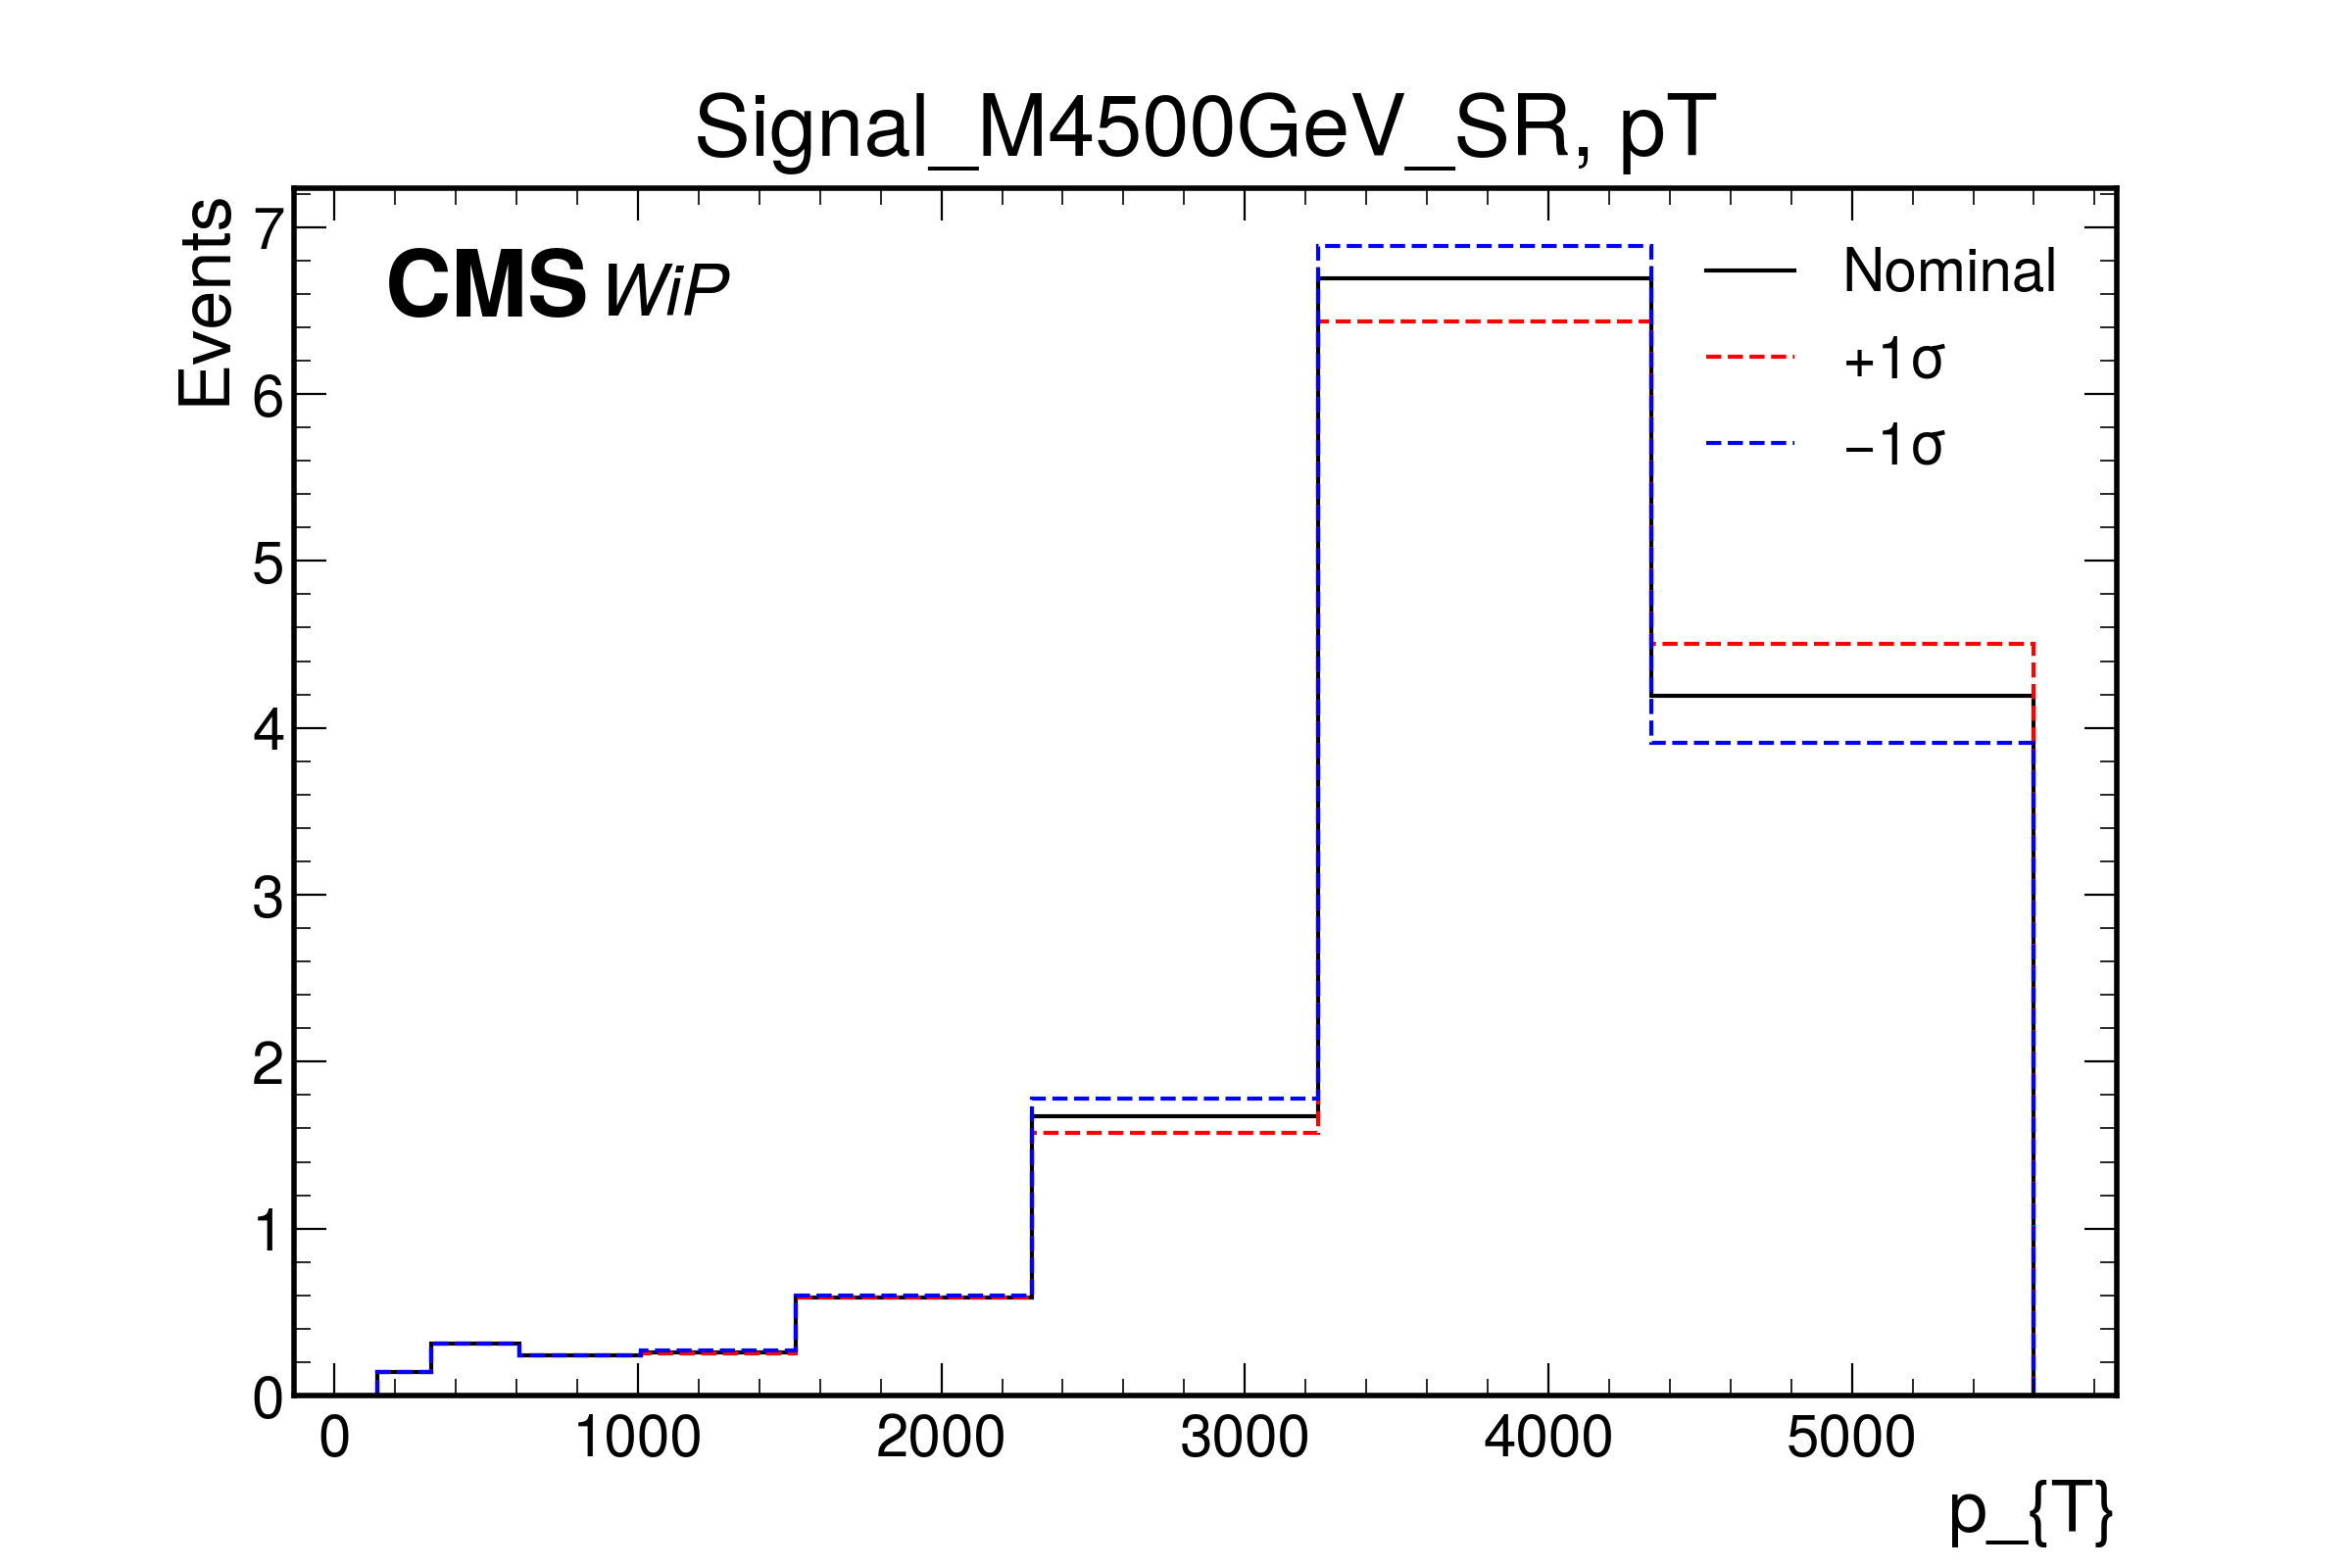 Signal_M4500GeV_SR, pT
Events
CMS WiP
Nominal
+1σ
−1σ
7
6
5
4
3
2
1
0
0 1000 2000 3000 4000 5000
p_{T}